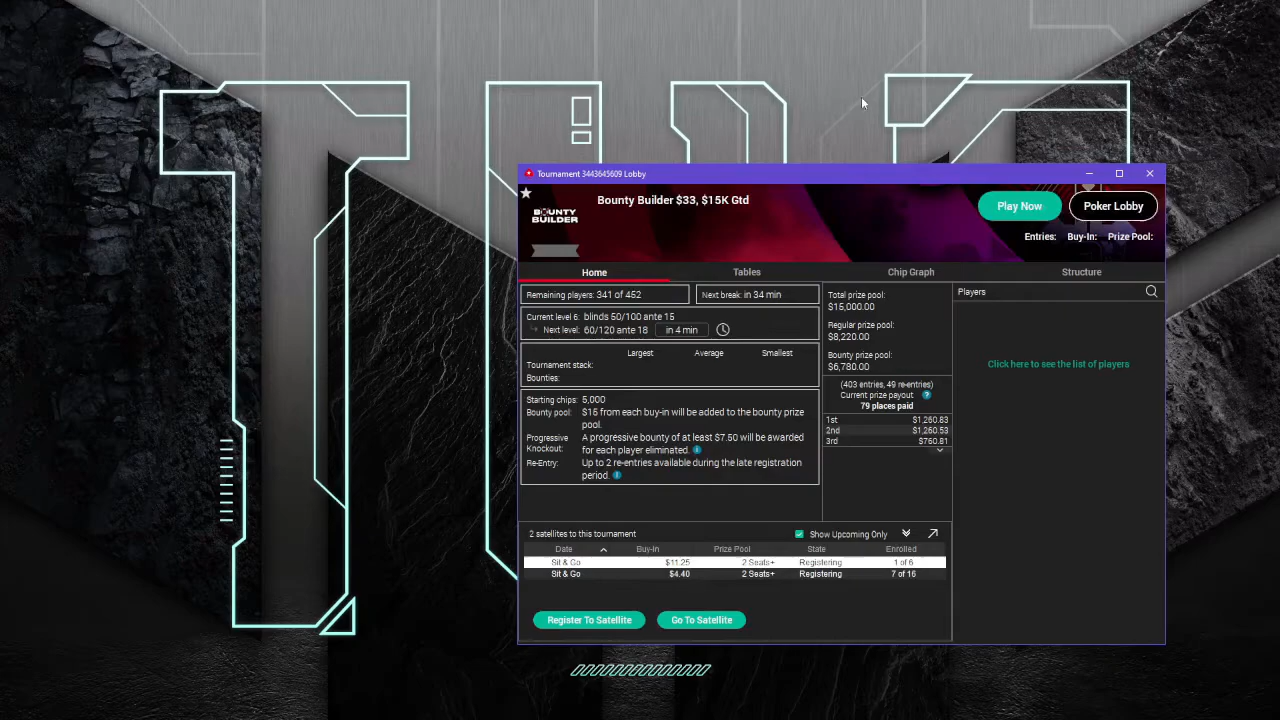 Tournament 3443645609 Lobby
Bounty Builder $33, $15K Gtd
BOUNTY
BUILDER
Play Now
Poker Lobby
Entries: Buy-In: Prize Pool:
Home
Tables
Chip Graph
Structure
Remaining players: 341 of 452
Next break: in 34 min
Current level 6: blinds 50/100 ante 15
Next level: 60/120 ante 18
in 4 min
Largest Average Smallest
Tournament stack:
Bounties:
Starting chips: 5,000
Bounty pool: $15 from each buy-in will be added to the bounty prize
pool.
Progressive Knockout: A progressive bounty of at least $7.50 will be awarded
for each player eliminated.
Re-Entry: Up to 2 re-entries available during the late registration
period.
Total prize pool:
$15,000.00
Regular prize pool:
$8,220.00
Bounty prize pool:
$6,780.00
(403 entries, 49 re-entries)
Current prize payout ?
79 places paid
1st $1,260.83
2nd $1,260.53
3rd $760.81
Players
Click here to see the list of players
2 satellites to this tournament
Show Upcoming Only
Date Buy-In Prize Pool State Enrolled
Sit & Go $11.25 2 Seats+ Registering 1 of 6
Sit & Go $4.40 2 Seats+ Registering 7 of 16
Register To Satellite
Go To Satellite